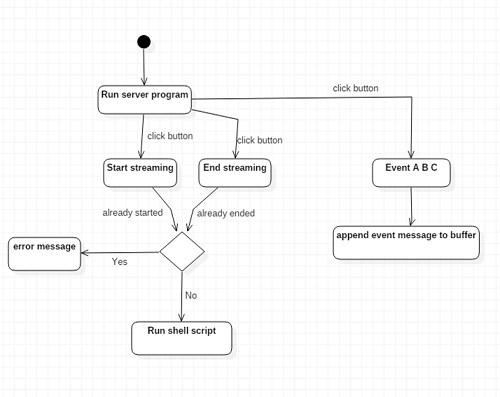 click button
Run server program
click button
click button
Start streaming
End streaming
Event A B C
already started
already ended
append event message to buffer
error message
Yes
No
Run shell script